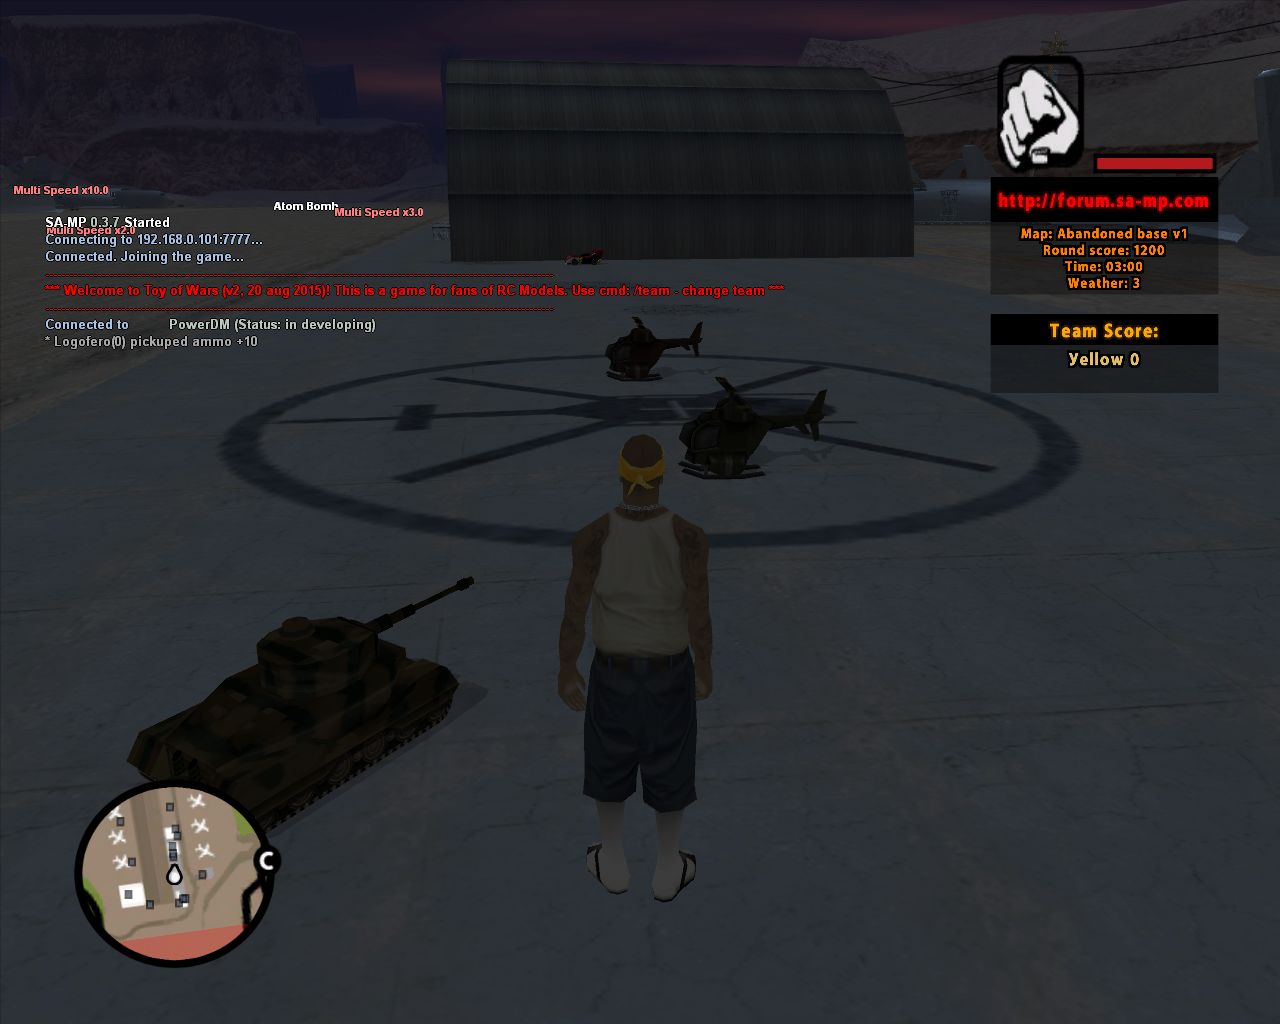 Multi Speed x10.0
Atom Bomb
Multi Speed x3.0
SA-MP 0.3.7 Started
Multi Speed x2.0
Connecting to 192.168.0.101:7777...
Connected. Joining the game...
*** Welcome to Toy of Wars (v2, 20 aug 2015)! This is a game for fans of RC Models. Use cmd: /team - change team ***
Connected to PowerDM (Status: in developing)
* Logofero(0) pickuped ammo +10
http://forum.sa-mp.com
Map: Abandoned base v1
Round score: 1200
Time: 03:00
Weather: 3
Team Score:
Yellow 0
C